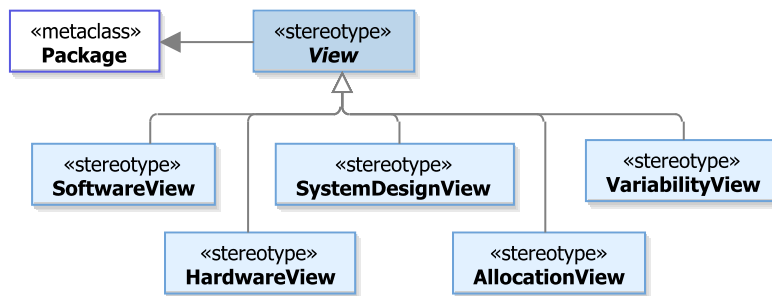 «metaclass»
Package
«stereotype»
View
«stereotype»
SoftwareView
«stereotype»
SystemDesignView
«stereotype»
VariabilityView
«stereotype»
HardwareView
«stereotype»
AllocationView